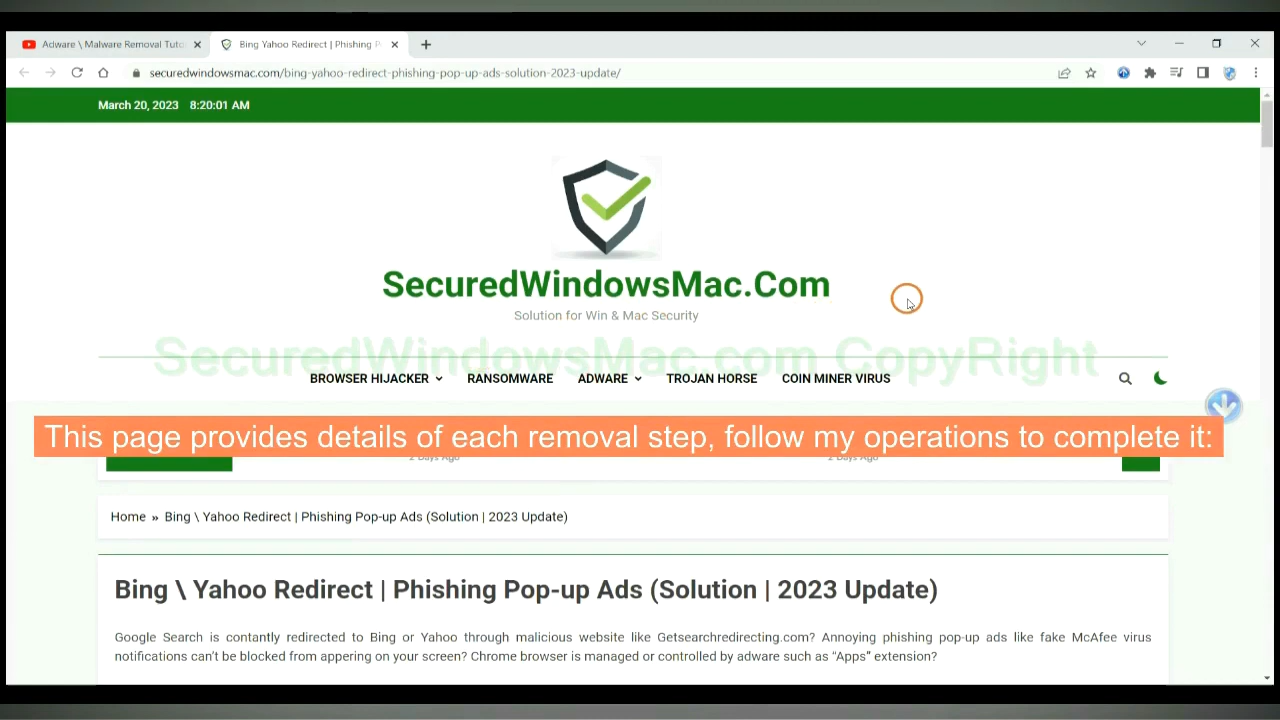 Adware \ Malware Removal Tuto
Bing Yahoo Redirect | Phishing P
securedwindowsmac.com/bing-yahoo-redirect-phishing-pop-up-ads-solution-2023-update/
March 20, 2023 8:20:01 AM
SecuredWindowsMac.Com
Solution for Win & Mac Security
SecuredWindowsMac.com CopyRight
BROWSER HIJACKER RANSOMWARE ADWARE TROJAN HORSE COIN MINER VIRUS
This page provides details of each removal step, follow my operations to complete it:
2 Days Ago 2 Days Ago
Home » Bing \ Yahoo Redirect | Phishing Pop-up Ads (Solution | 2023 Update)
Bing \ Yahoo Redirect | Phishing Pop-up Ads (Solution | 2023 Update)
Google Search is contantly redirected to Bing or Yahoo through malicious website like Getsearchredirecting.com? Annoying phishing pop-up ads like fake McAfee virus
notifications can't be blocked from appering on your screen? Chrome browser is managed or controlled by adware such as “Apps” extension?